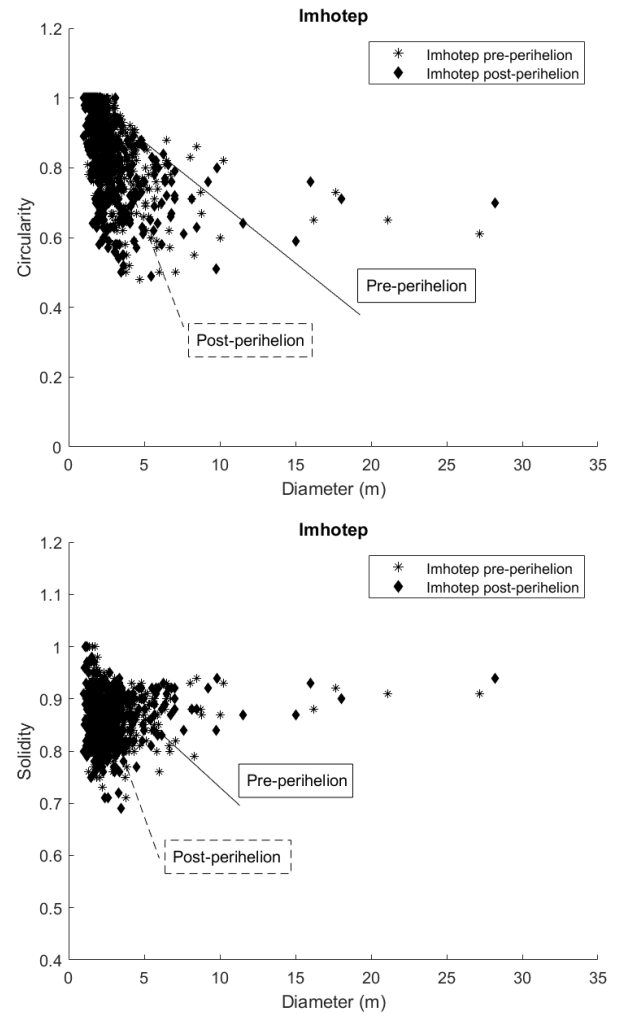 Imhotep
1.2
Imhotep pre-perihelion
Imhotep post-perihelion
1
0.8
0.6
Circularity
Pre-perihelion
0.4
Post-perihelion
0.2
0
0 5 10 15 20 25 30 35
Diameter (m)
Imhotep
1.2
Imhotep pre-perihelion
Imhotep post-perihelion
1.1
1
0.9
0.8
Solidity
Pre-perihelion
0.7
0.6
Post-perihelion
0.5
0.4
0 5 10 15 20 25 30 35
Diameter (m)